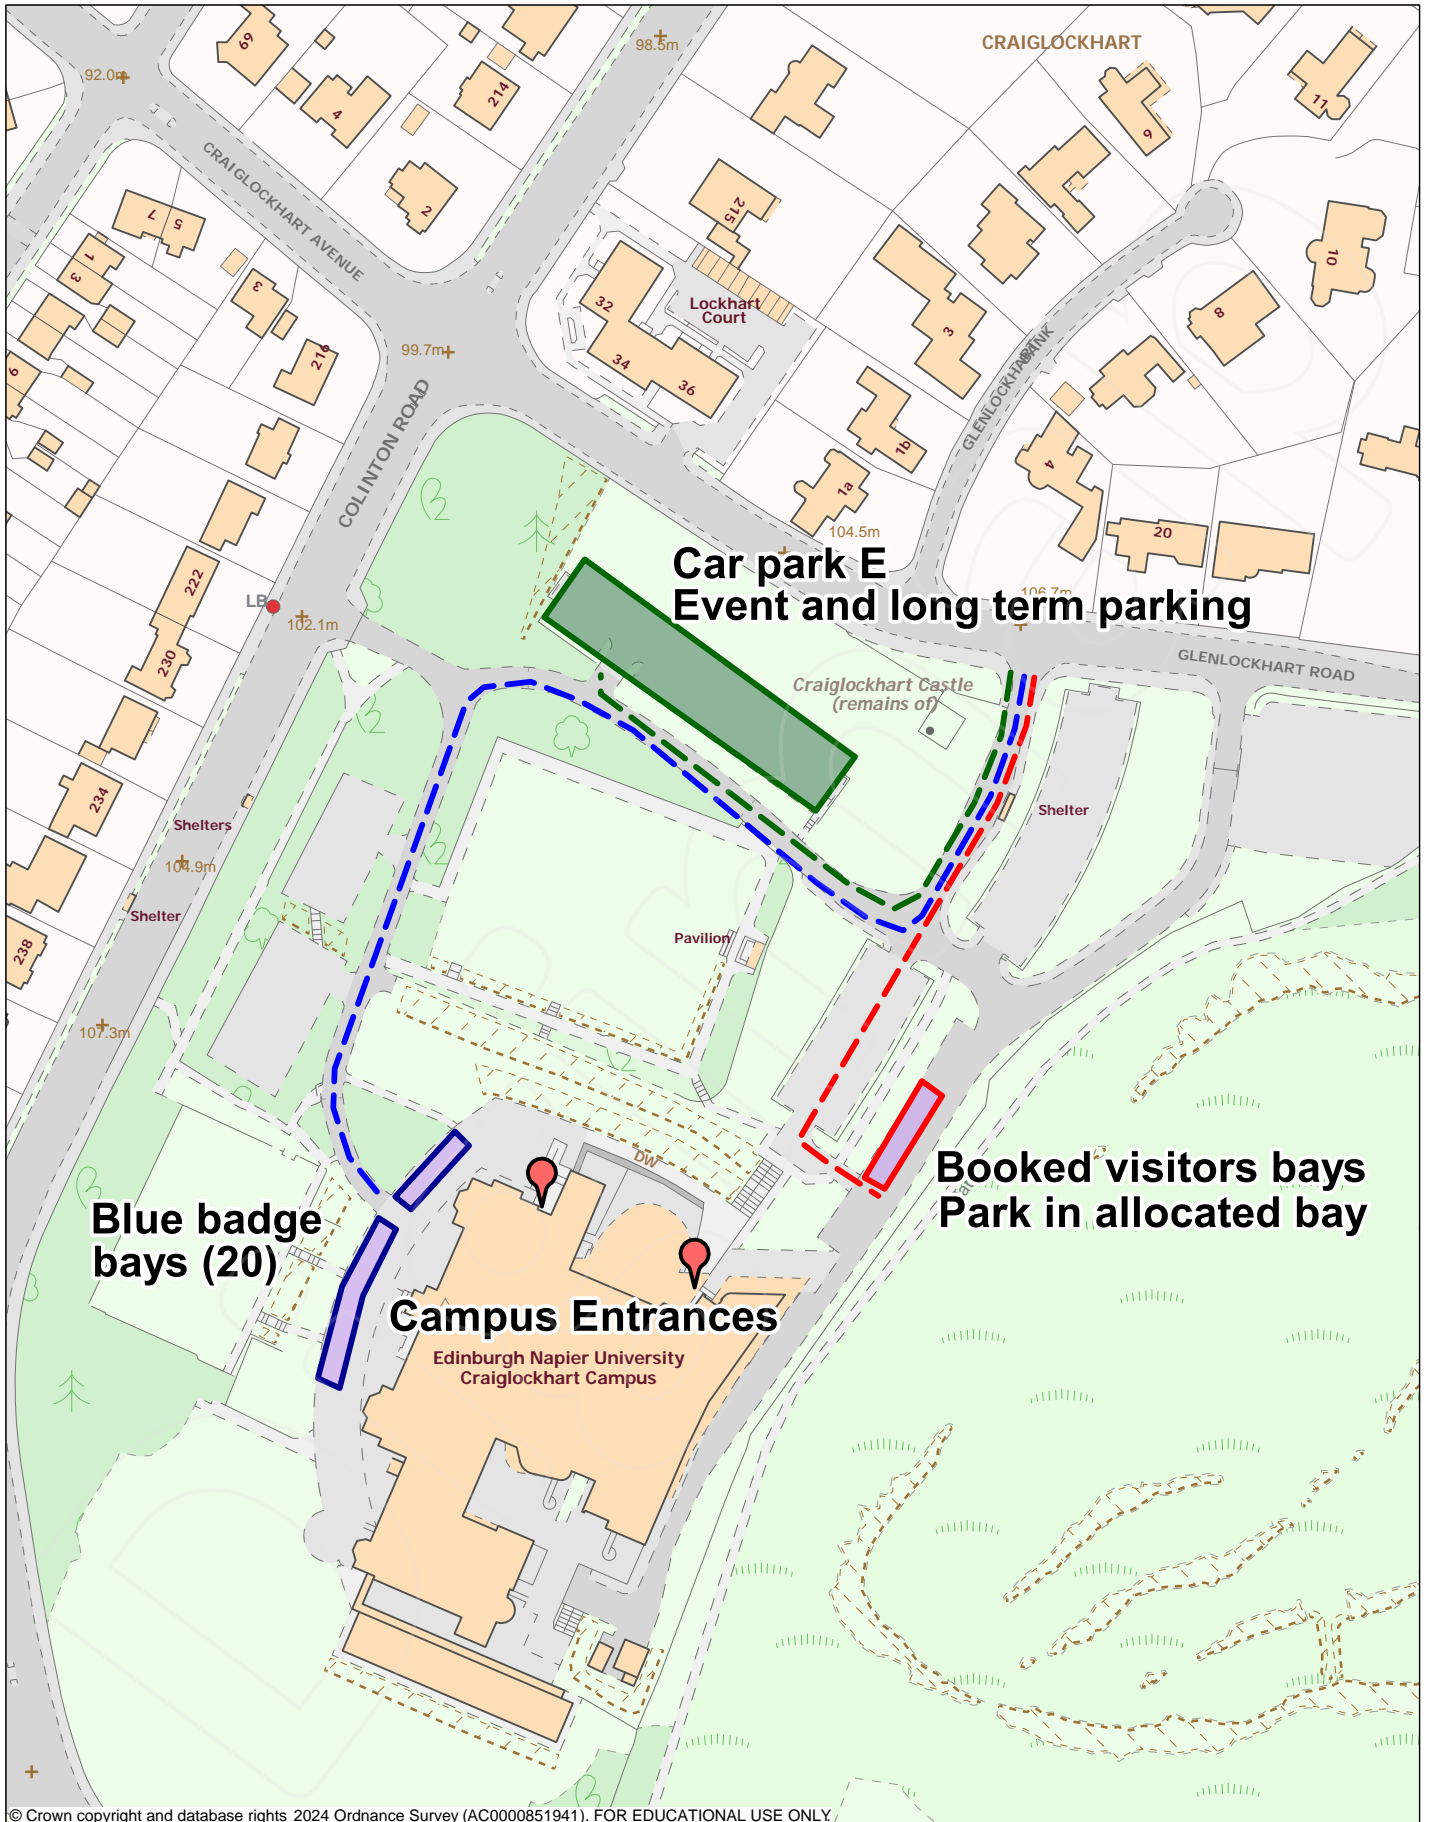 CRAIGLOCKHART
98.5m
92.0m
69
4
214
2
11
9
CRAIGLOCKHART AVENUE
7
5
1
3
3
216
6
215
10
8
32
34
36
Lockhart
Court
3
99.7m
COLINTON ROAD
GLENLOCKHART
BANK
1b
1a
4
20
104.5m
Car park E
Event and long term parking
106.7m
222
LB
102.1m
230
GLENLOCKHART ROAD
Craiglockhart Castle
(remains of)
234
Shelters
Shelter
104.9m
Shelter
238
Pavilion
107.3m
DW
Booked visitors bays
Park in allocated bay
Blue badge
bays (20)
Campus Entrances
Edinburgh Napier University
Craiglockhart Campus
© Crown copyright and database rights 2024 Ordnance Survey (AC0000851941). FOR EDUCATIONAL USE ONLY.